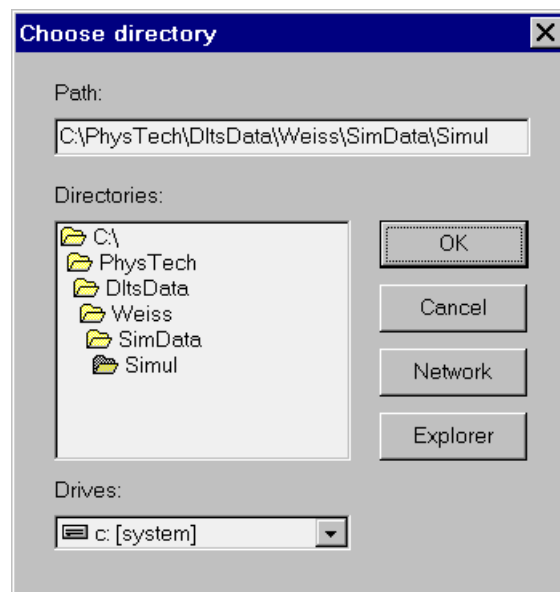 Choose directory
Path:
C:\PhysTech\DltsData\Weiss\SimData\Simul
Directories:
C:\
PhysTech
DltsData
Weiss
SimData
Simul
OK
Cancel
Network
Explorer
Drives:
c: [system]